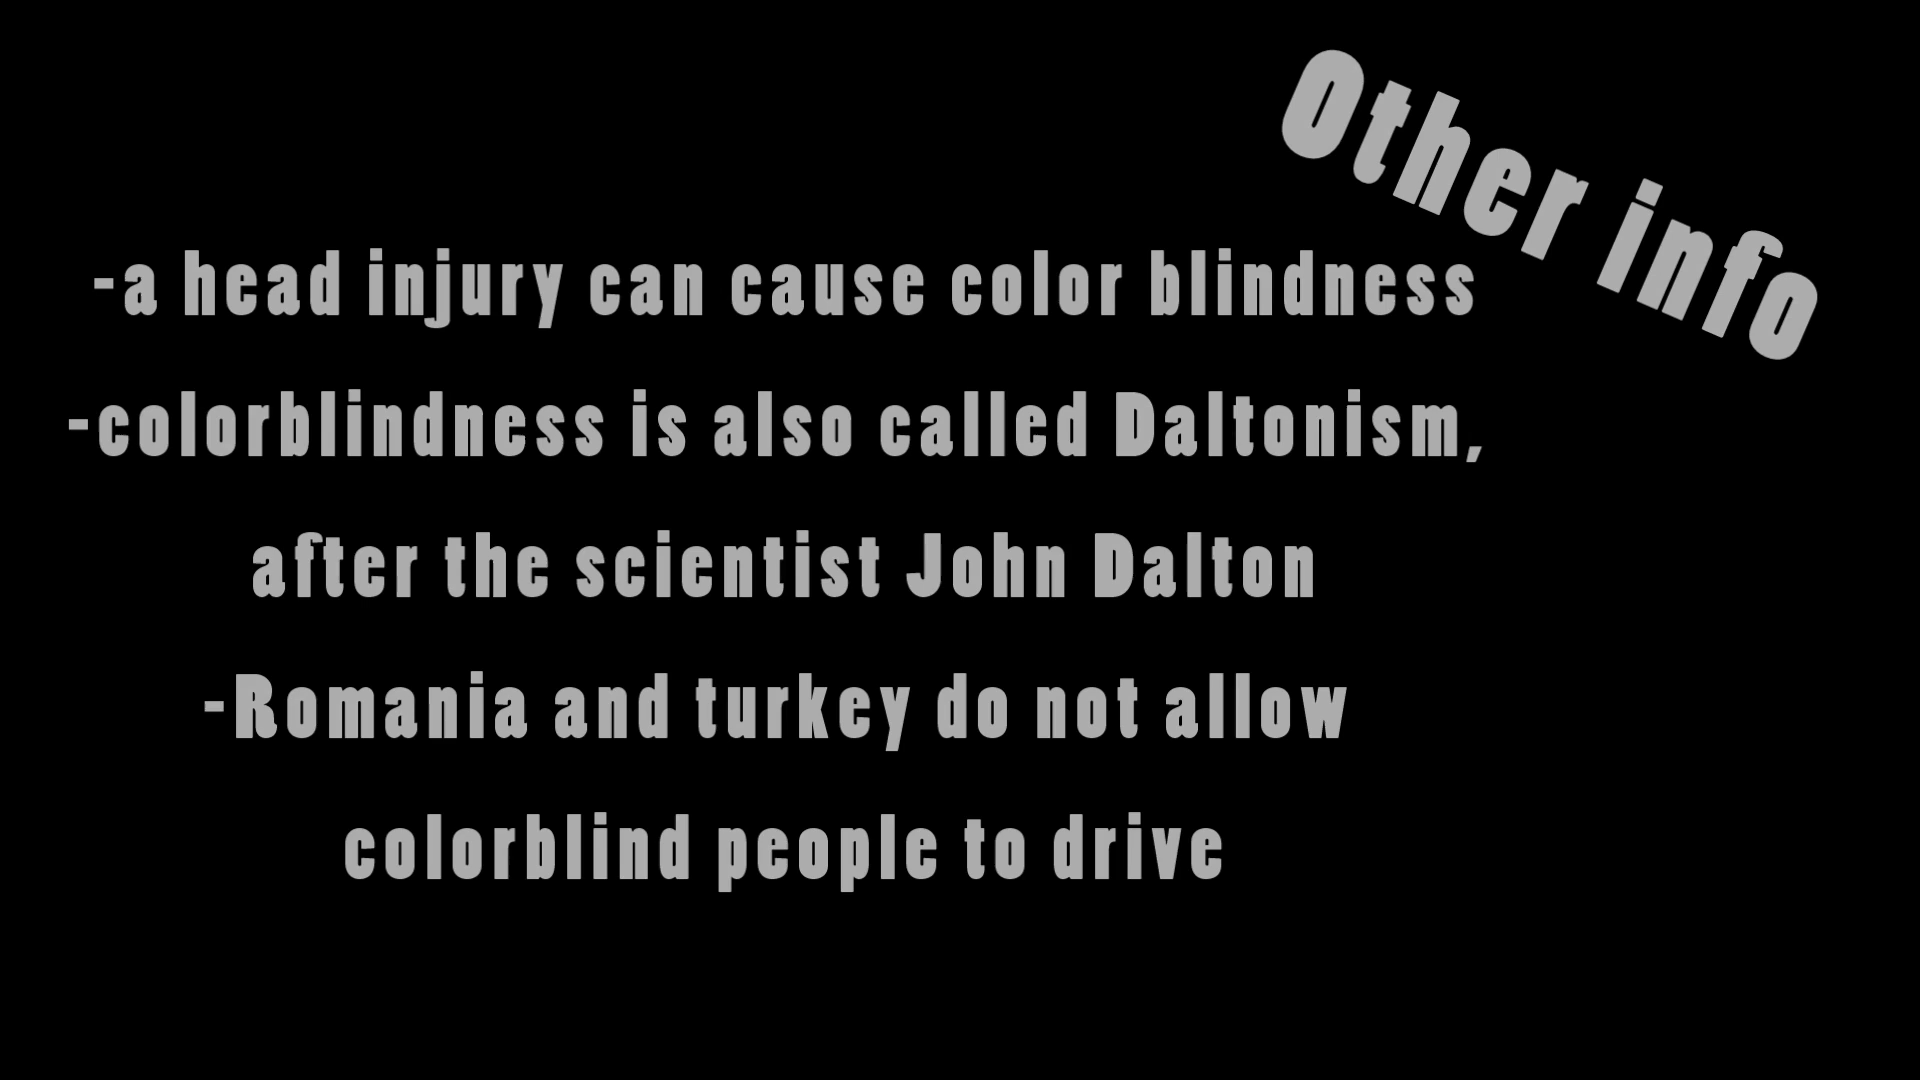 Other info
-a head injury can cause color blindness
-colorblindness is also called Daltonism,
after the scientist John Dalton
-Romania and turkey do not allow
colorblind people to drive